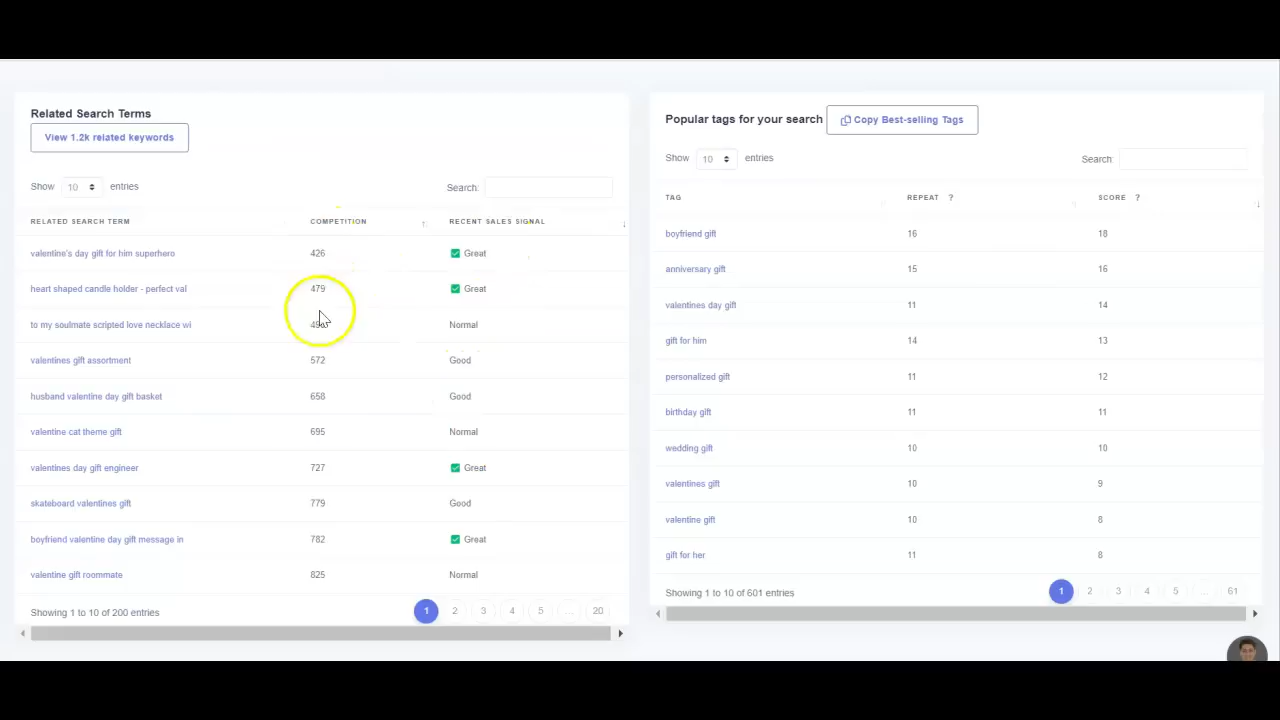 Related Search Terms
View 1.2k related keywords
Show 10 entries
Search:
RELATED SEARCH TERM COMPETITION RECENT SALES SIGNAL
valentine's day gift for him superhero 426 Great
heart shaped candle holder - perfect val 479 Great
to my soulmate scripted love necklace wi Normal
valentines gift assortment 572 Good
husband valentine day gift basket 658 Good
valentine cat theme gift 695 Normal
valentines day gift engineer 727 Great
skateboard valentines gift 779 Good
boyfriend valentine day gift message in 782 Great
valentine gift roommate 825 Normal
Showing 1 to 10 of 200 entries
1 2 3 4 5 ... 20
Popular tags for your search
Copy Best-selling Tags
Show 10 entries
Search:
TAG REPEAT ? SCORE ?
boyfriend gift 16 18
anniversary gift 15 16
valentines day gift 11 14
gift for him 14 13
personalized gift 11 12
birthday gift 11 11
wedding gift 10 10
valentines gift 10 9
valentine gift 10 8
gift for her 11 8
Showing 1 to 10 of 601 entries
1 2 3 4 5 ... 61